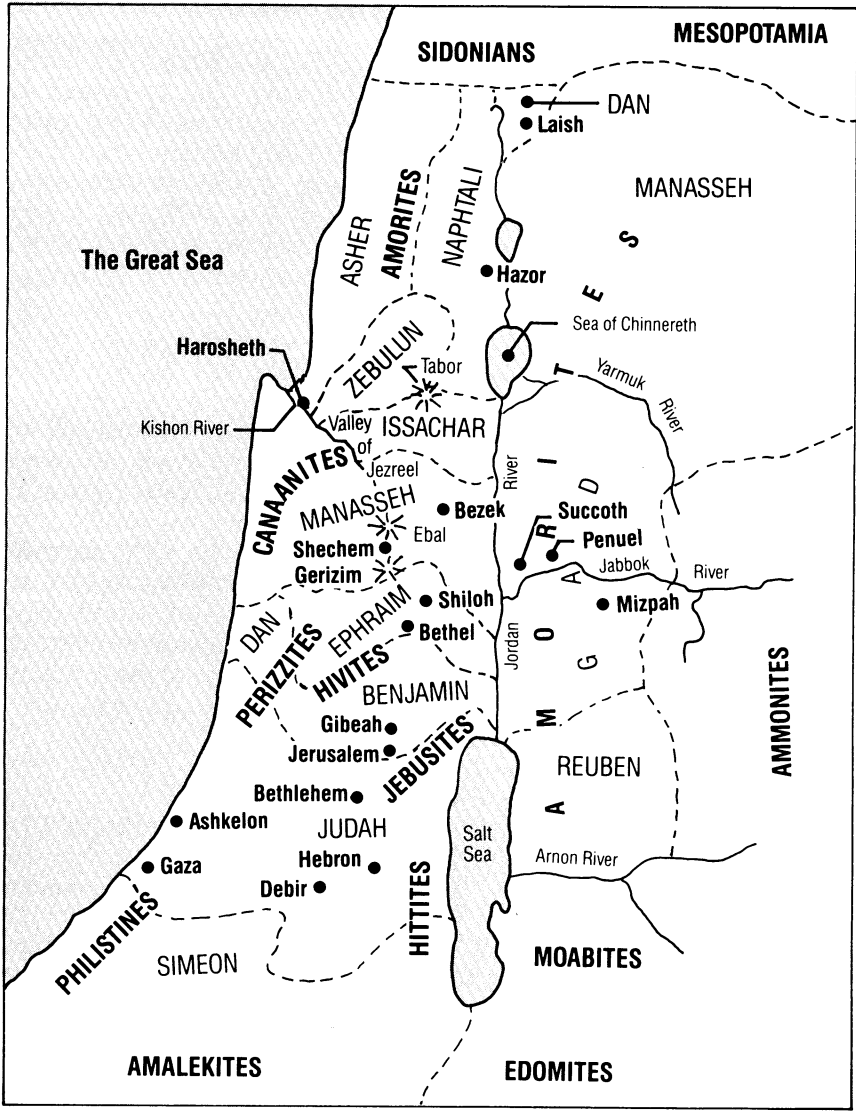 MESOPOTAMIA
SIDONIANS
DAN
Laish
MANASSEH
ASHER
AMORITES
NAPHTALI
The Great Sea
Hazor
Sea of Chinnereth
Harosheth
ZEBULUN
Tabor
Yarmuk
River
Kishon River
Valley
of
Jezreel
ISSACHAR
CANAANITES
MANASSEH
Bezek
River
Succoth
Penuel
Ebal
Shechem
Gerizim
Jabbok
River
Shiloh
Mizpah
DAN
EPHRAIM
Bethel
PERIZZITES
HIVITES
Jordan
GAD
AMORITES
BENJAMIN
AMMONITES
Gibeah
Jerusalem
JEBUSITES
REUBEN
Bethlehem
Ashkelon
JUDAH
Salt
Sea
Arnon River
Gaza
Hebron
Debir
HITTITES
PHILISTINES
SIMEON
MOABITES
AMALEKITES
EDOMITES